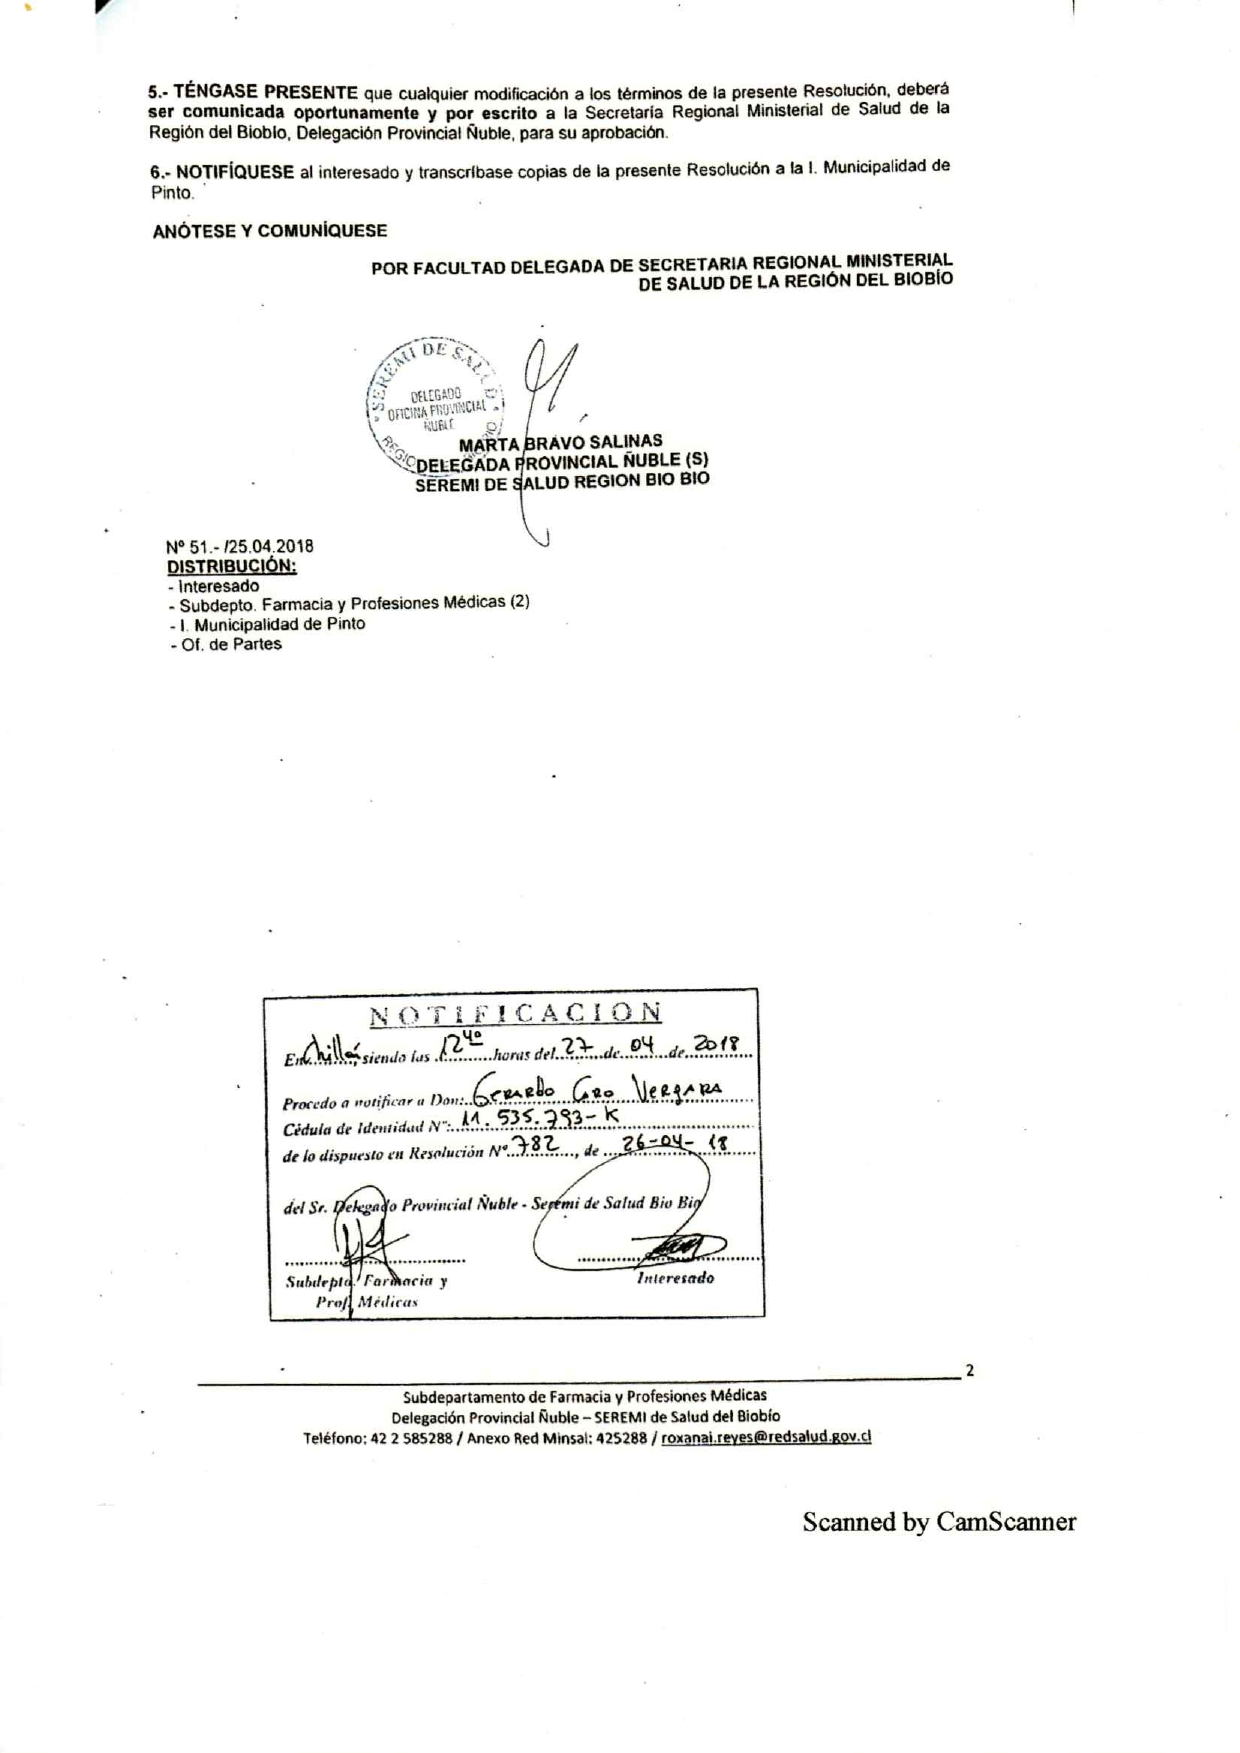 5.- TÉNGASE PRESENTE que cualquier modificación a los términos de la presente Resolución, deberá
ser comunicada oportunamente y por escrito a la Secretaría Regional Ministerial de Salud de la
Región del Biobío, Delegación Provincial Ñuble, para su aprobación.
6.- NOTIFÍQUESE al interesado y transcríbase copias de la presente Resolución a la I. Municipalidad de
Pinto.
ANÓTESE Y COMUNÍQUESE
POR FACULTAD DELEGADA DE SECRETARIA REGIONAL MINISTERIAL
DE SALUD DE LA REGIÓN DEL BIOBÍO
SEREMI DE SALUD
DELEGADO
OFICINA PROVINCIAL
ÑUBLE
MARTA BRAVO SALINAS
DELEGADA PROVINCIAL ÑUBLE (S)
SEREMI DE SALUD REGION BIO BIO
Nº 51.- /25.04.2018
DISTRIBUCIÓN:
- Interesado
- Subdepto. Farmacia y Profesiones Médicas (2)
- I. Municipalidad de Pinto
- Of. de Partes
NOTIFICACION
En Chillán siendo las 12 40 horas del 27 de 04 de 2018
Procedo a notificar a Don: Gerardo Caro Vergara
Cédula de Identidad Nº: 11.535.793-K
de lo dispuesto en Resolución Nº 782, de 26-04-18
del Sr. Delegado Provincial Ñuble - Seremi de Salud Bio Bio
Subdepto. Farmacia y
Prof. Médicas
Interesado
2
Subdepartamento de Farmacia y Profesiones Médicas
Delegación Provincial Ñuble – SEREMI de Salud del Biobío
Teléfono: 42 2 585288 / Anexo Red Minsal: 425288 / roxanai.reyes@redsalud.gov.cl
Scanned by CamScanner